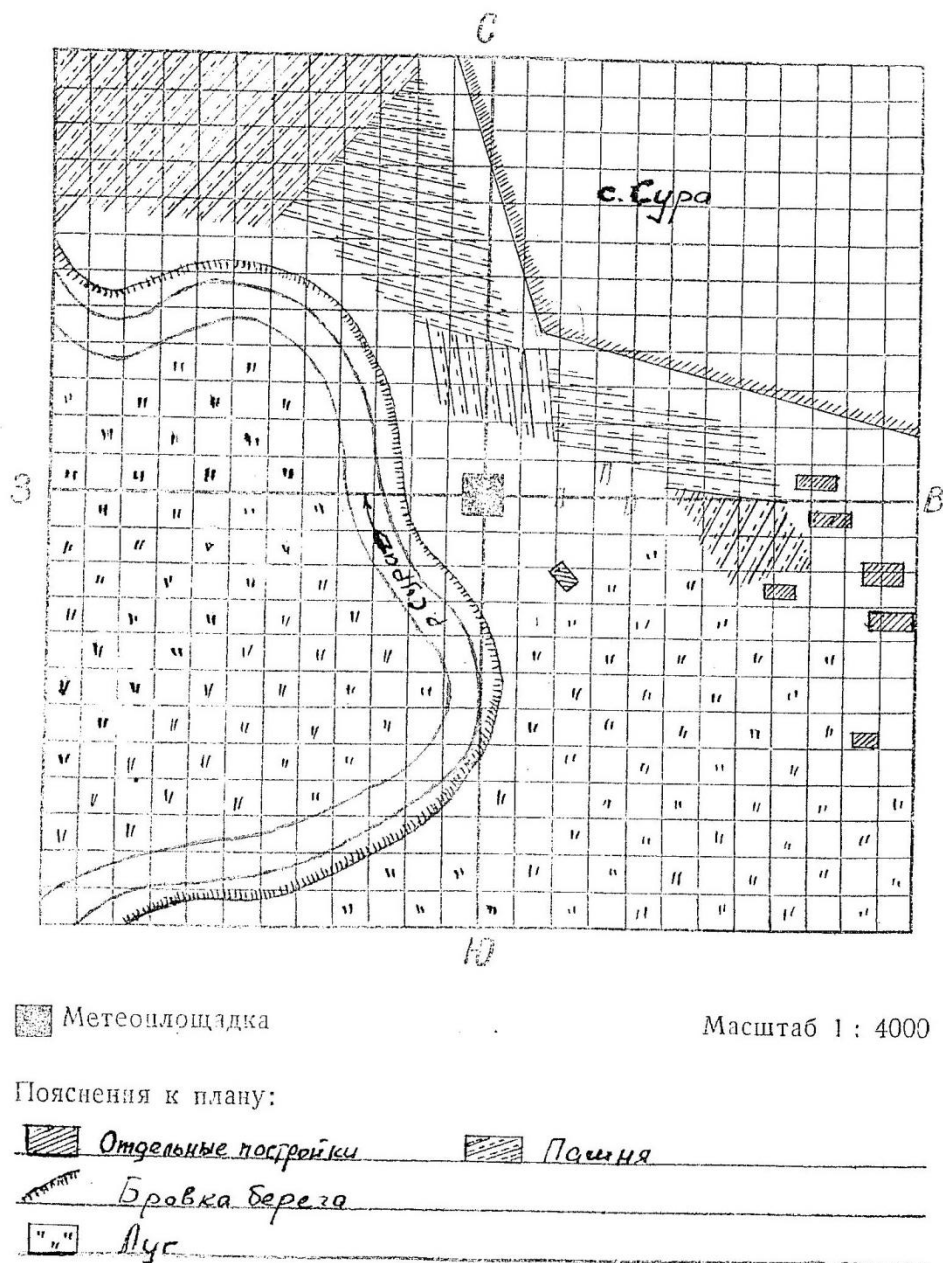 С
с. Сура
З
В
р. Сура
Ю
Метеоплощадка
Масштаб 1 : 4000
Пояснения к плану:
Отдельные постройки
Пашня
Бровка берега
Луг